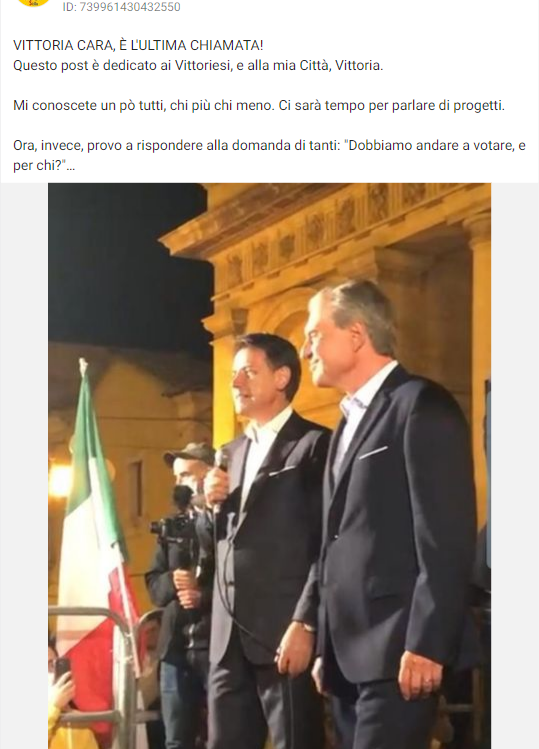 ID: 739961430432550
VITTORIA CARA, È L'ULTIMA CHIAMATA!
Questo post è dedicato ai Vittoriesi, e alla mia Città, Vittoria.
Mi conoscete un pò tutti, chi più chi meno. Ci sarà tempo per parlare di progetti.
Ora, invece, provo a rispondere alla domanda di tanti: "Dobbiamo andare a votare, e
per chi?"...